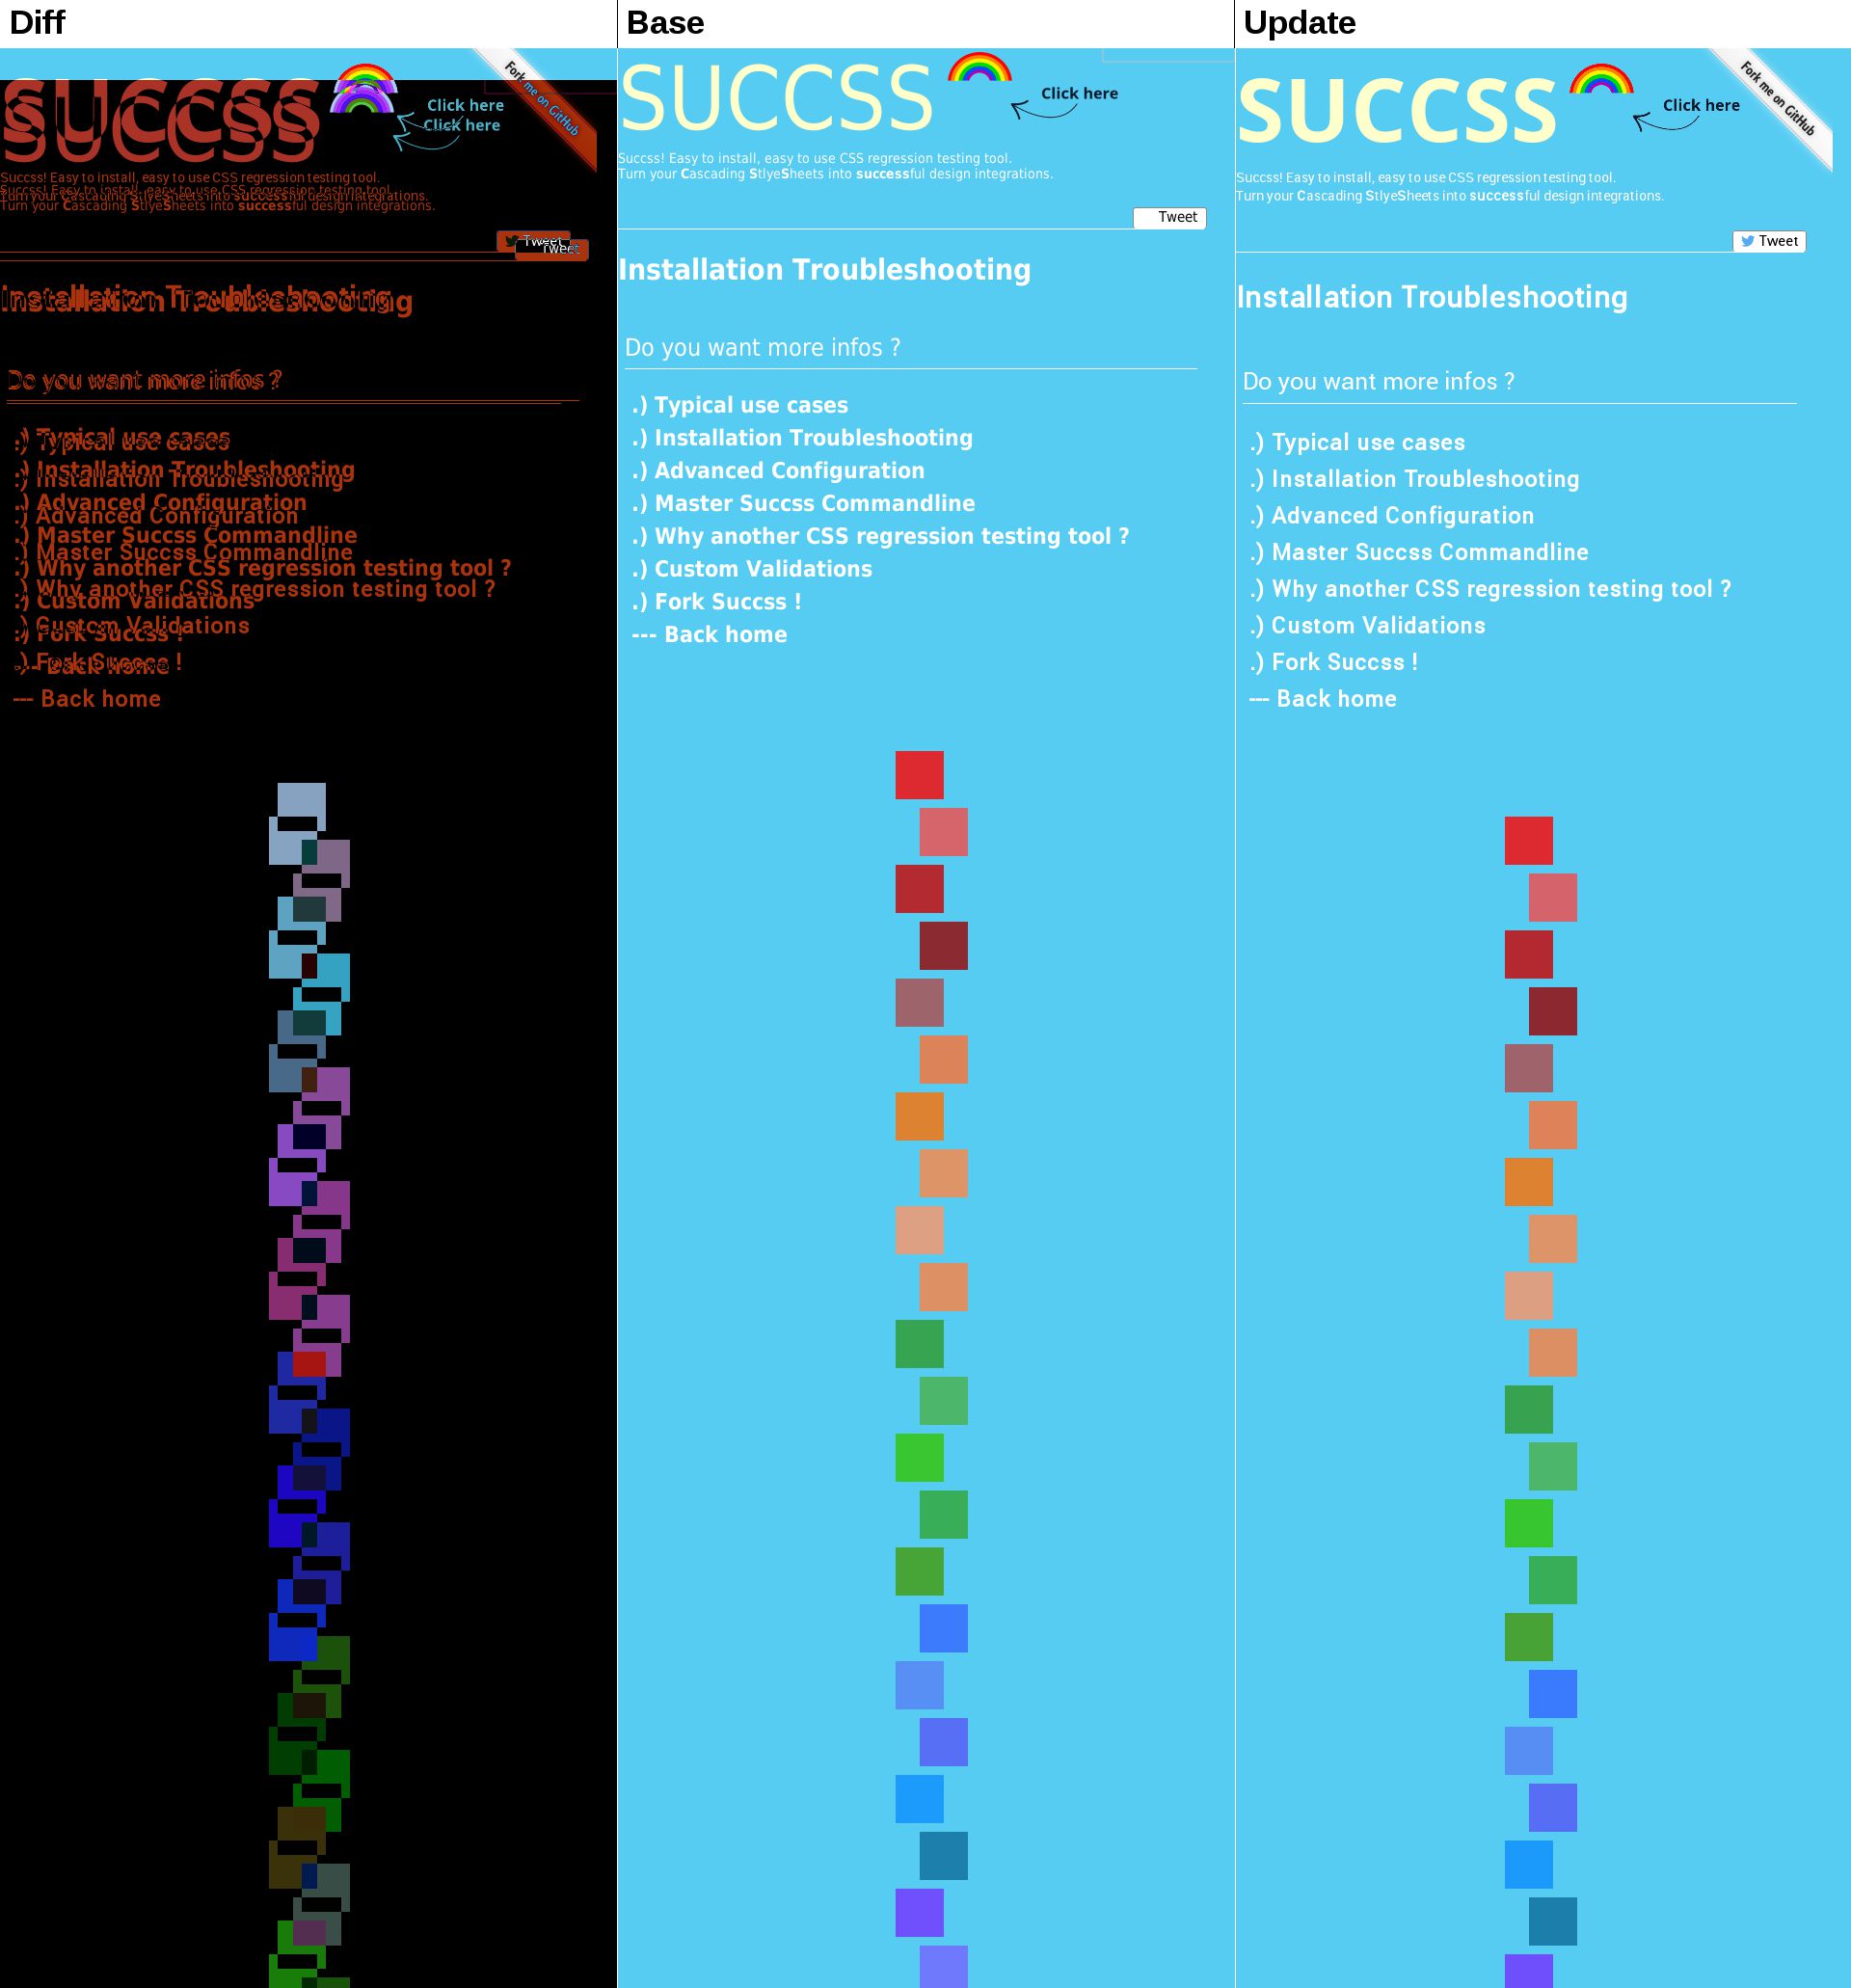 Diff
Base
Update
SUCCSS
SUCCSS
Click here
Click here
Fork me on GitHub
Succss! Easy to install, easy to use CSS regression testing tool.
Succss! Easy to install, easy to use CSS regression testing tool.
Turn your Cascading StlyeSheets into successful design integrations.
Turn your Cascading StlyeSheets into successful design integrations.
Tweet
Tweet
Installation Troubleshooting
Installation Troubleshooting
Do you want more infos ?
Do you want more infos ?
.) Typical use cases
.) Typical use cases
.) Installation Troubleshooting
.) Installation Troubleshooting
.) Advanced Configuration
.) Advanced Configuration
.) Master Succss Commandline
.) Master Succss Commandline
.) Why another CSS regression testing tool ?
.) Why another CSS regression testing tool ?
.) Custom Validations
.) Custom Validations
.) Fork Succss !
--- Back home
.) Fork Succss !
--- Back home
SUCCSS
Click here
Succss! Easy to install, easy to use CSS regression testing tool.
Turn your Cascading StlyeSheets into successful design integrations.
Tweet
Installation Troubleshooting
Do you want more infos ?
.) Typical use cases
.) Installation Troubleshooting
.) Advanced Configuration
.) Master Succss Commandline
.) Why another CSS regression testing tool ?
.) Custom Validations
.) Fork Succss !
--- Back home
SUCCSS
Click here
Fork me on GitHub
Succss! Easy to install, easy to use CSS regression testing tool.
Turn your Cascading StlyeSheets into successful design integrations.
Tweet
Installation Troubleshooting
Do you want more infos ?
.) Typical use cases
.) Installation Troubleshooting
.) Advanced Configuration
.) Master Succss Commandline
.) Why another CSS regression testing tool ?
.) Custom Validations
.) Fork Succss !
--- Back home